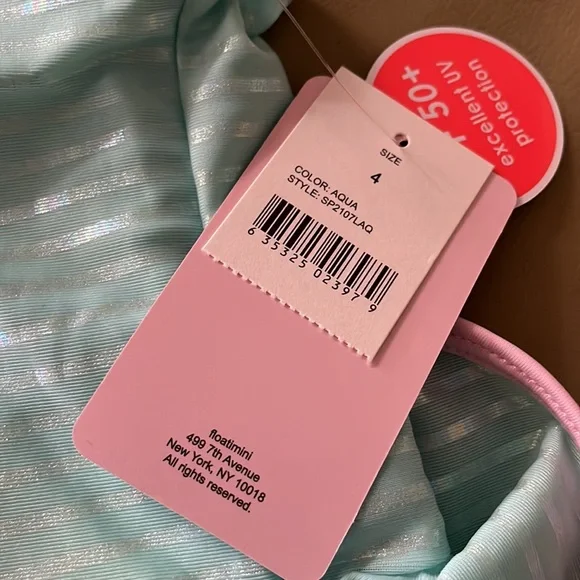 50+
excellent UV
protection
SIZE
4
COLOR: AQUA
STYLE: SP2107LAQ
6 35325 02397 9
floatimini
499 7th Avenue
New York, NY 10018
All rights reserved.